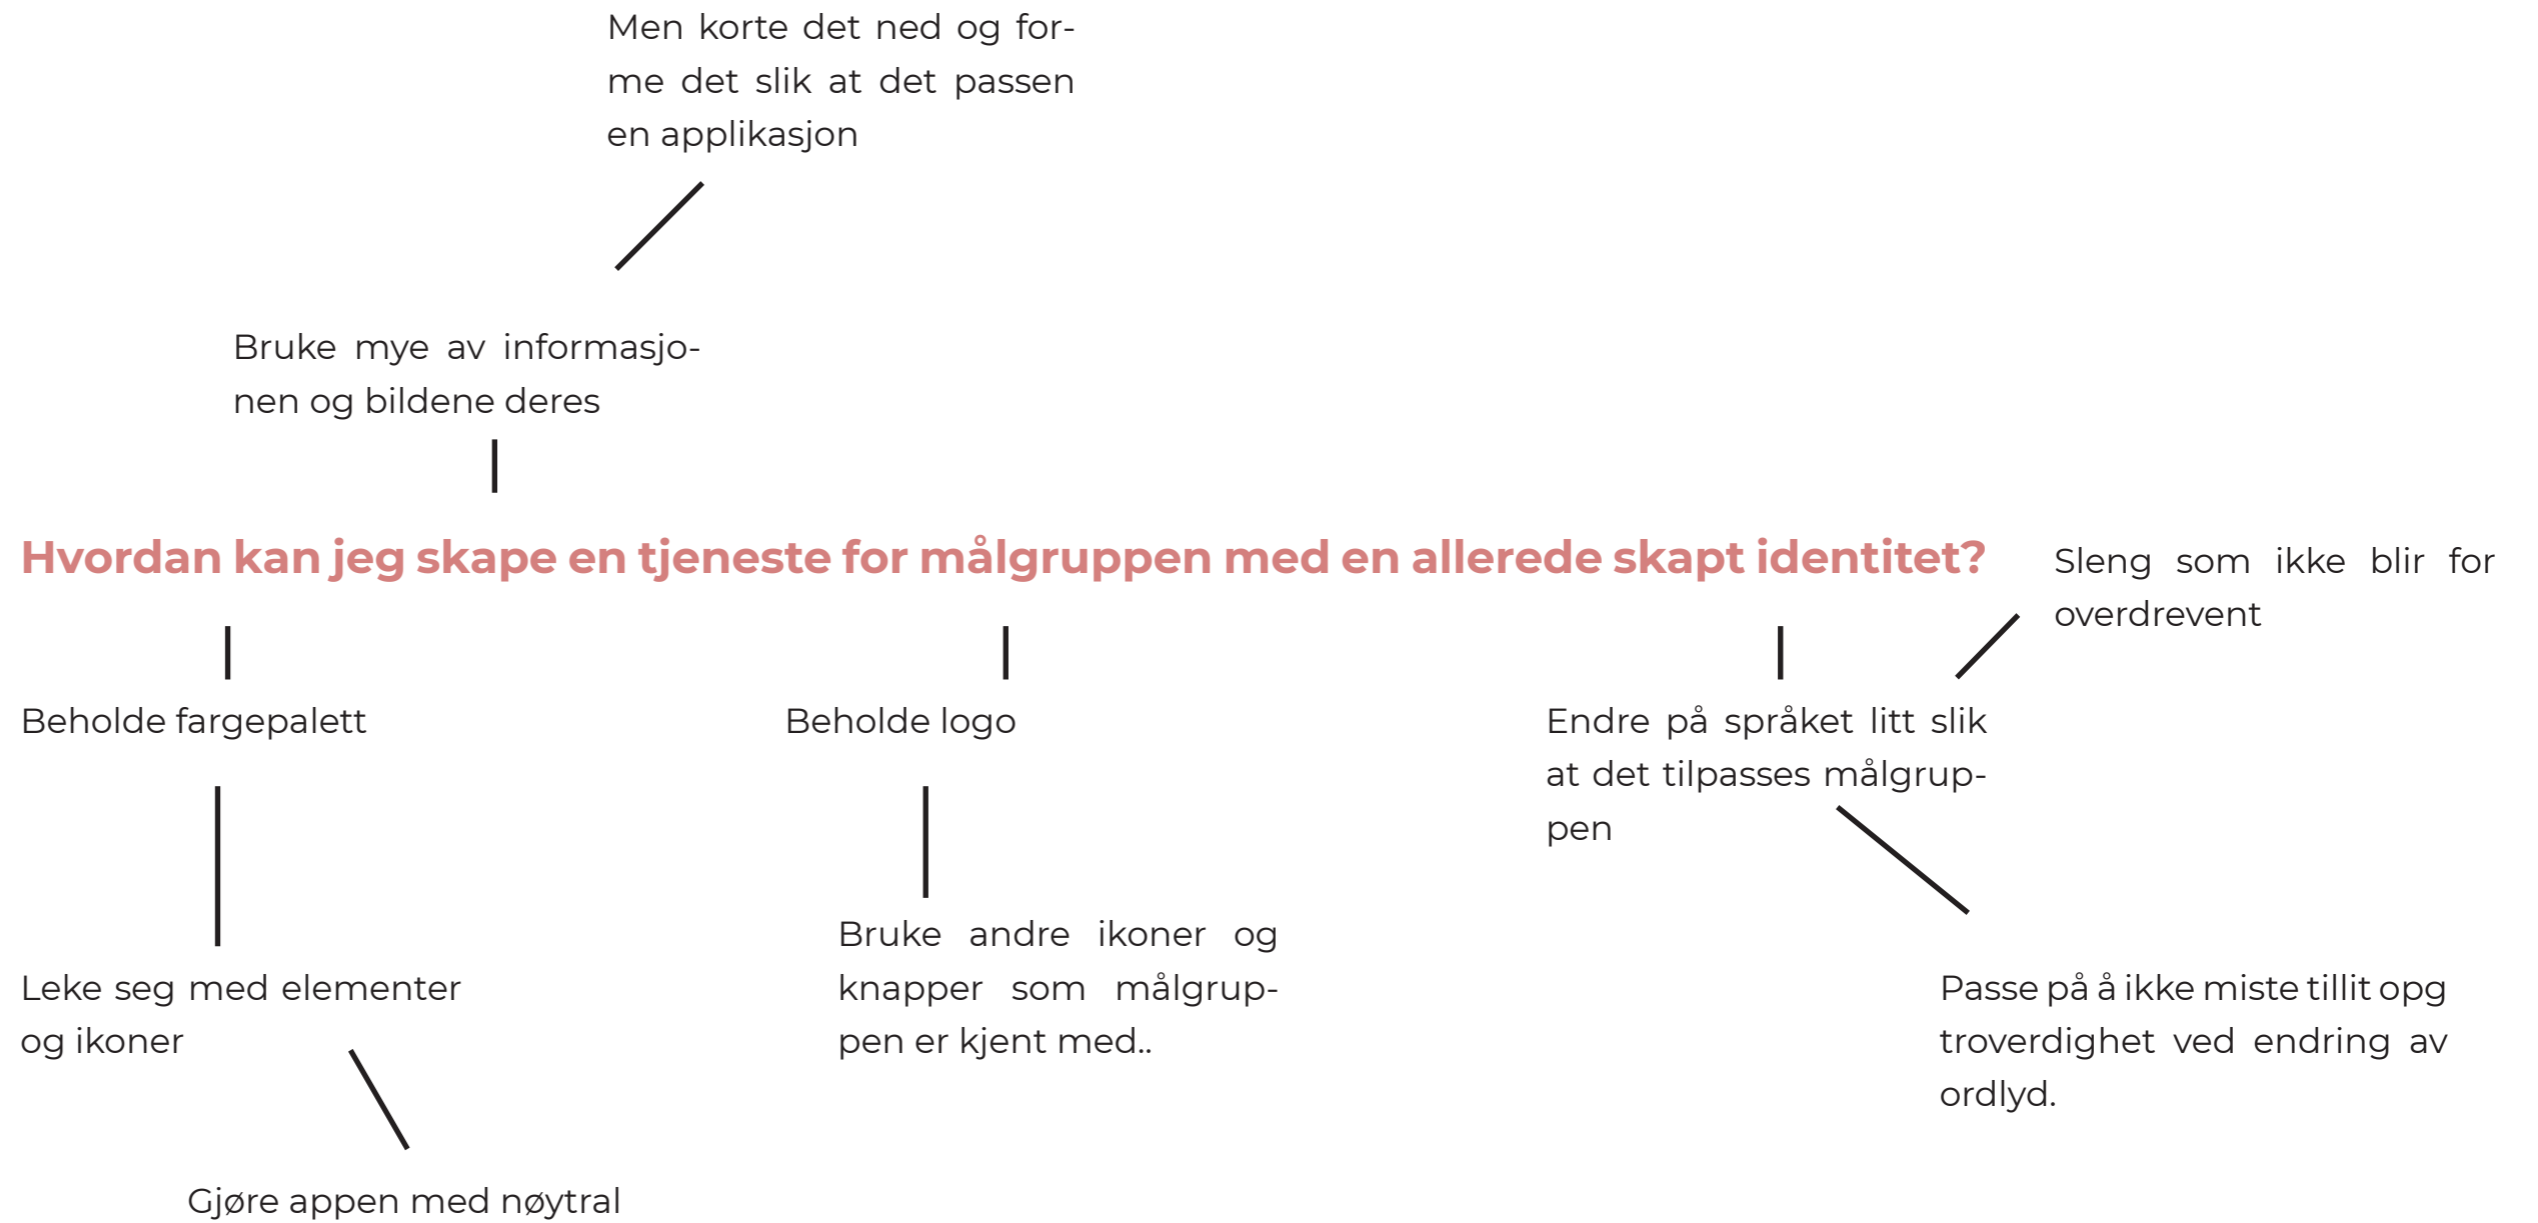 Men korte det ned og for-
me det slik at det passen
en applikasjon
Bruke mye av informasjo-
nen og bildene deres
Hvordan kan jeg skape en tjeneste for målgruppen med en allerede skapt identitet?
Sleng som ikke blir for
overdrevent
Beholde fargepalett
Beholde logo
Endre på språket litt slik
at det tilpasses målgrup-
pen
Leke seg med elementer
og ikoner
Bruke andre ikoner og
knapper som målgrup-
pen er kjent med..
Passe på å ikke miste tillit opg
troverdighet ved endring av
ordlyd.
Gjøre appen med nøytral